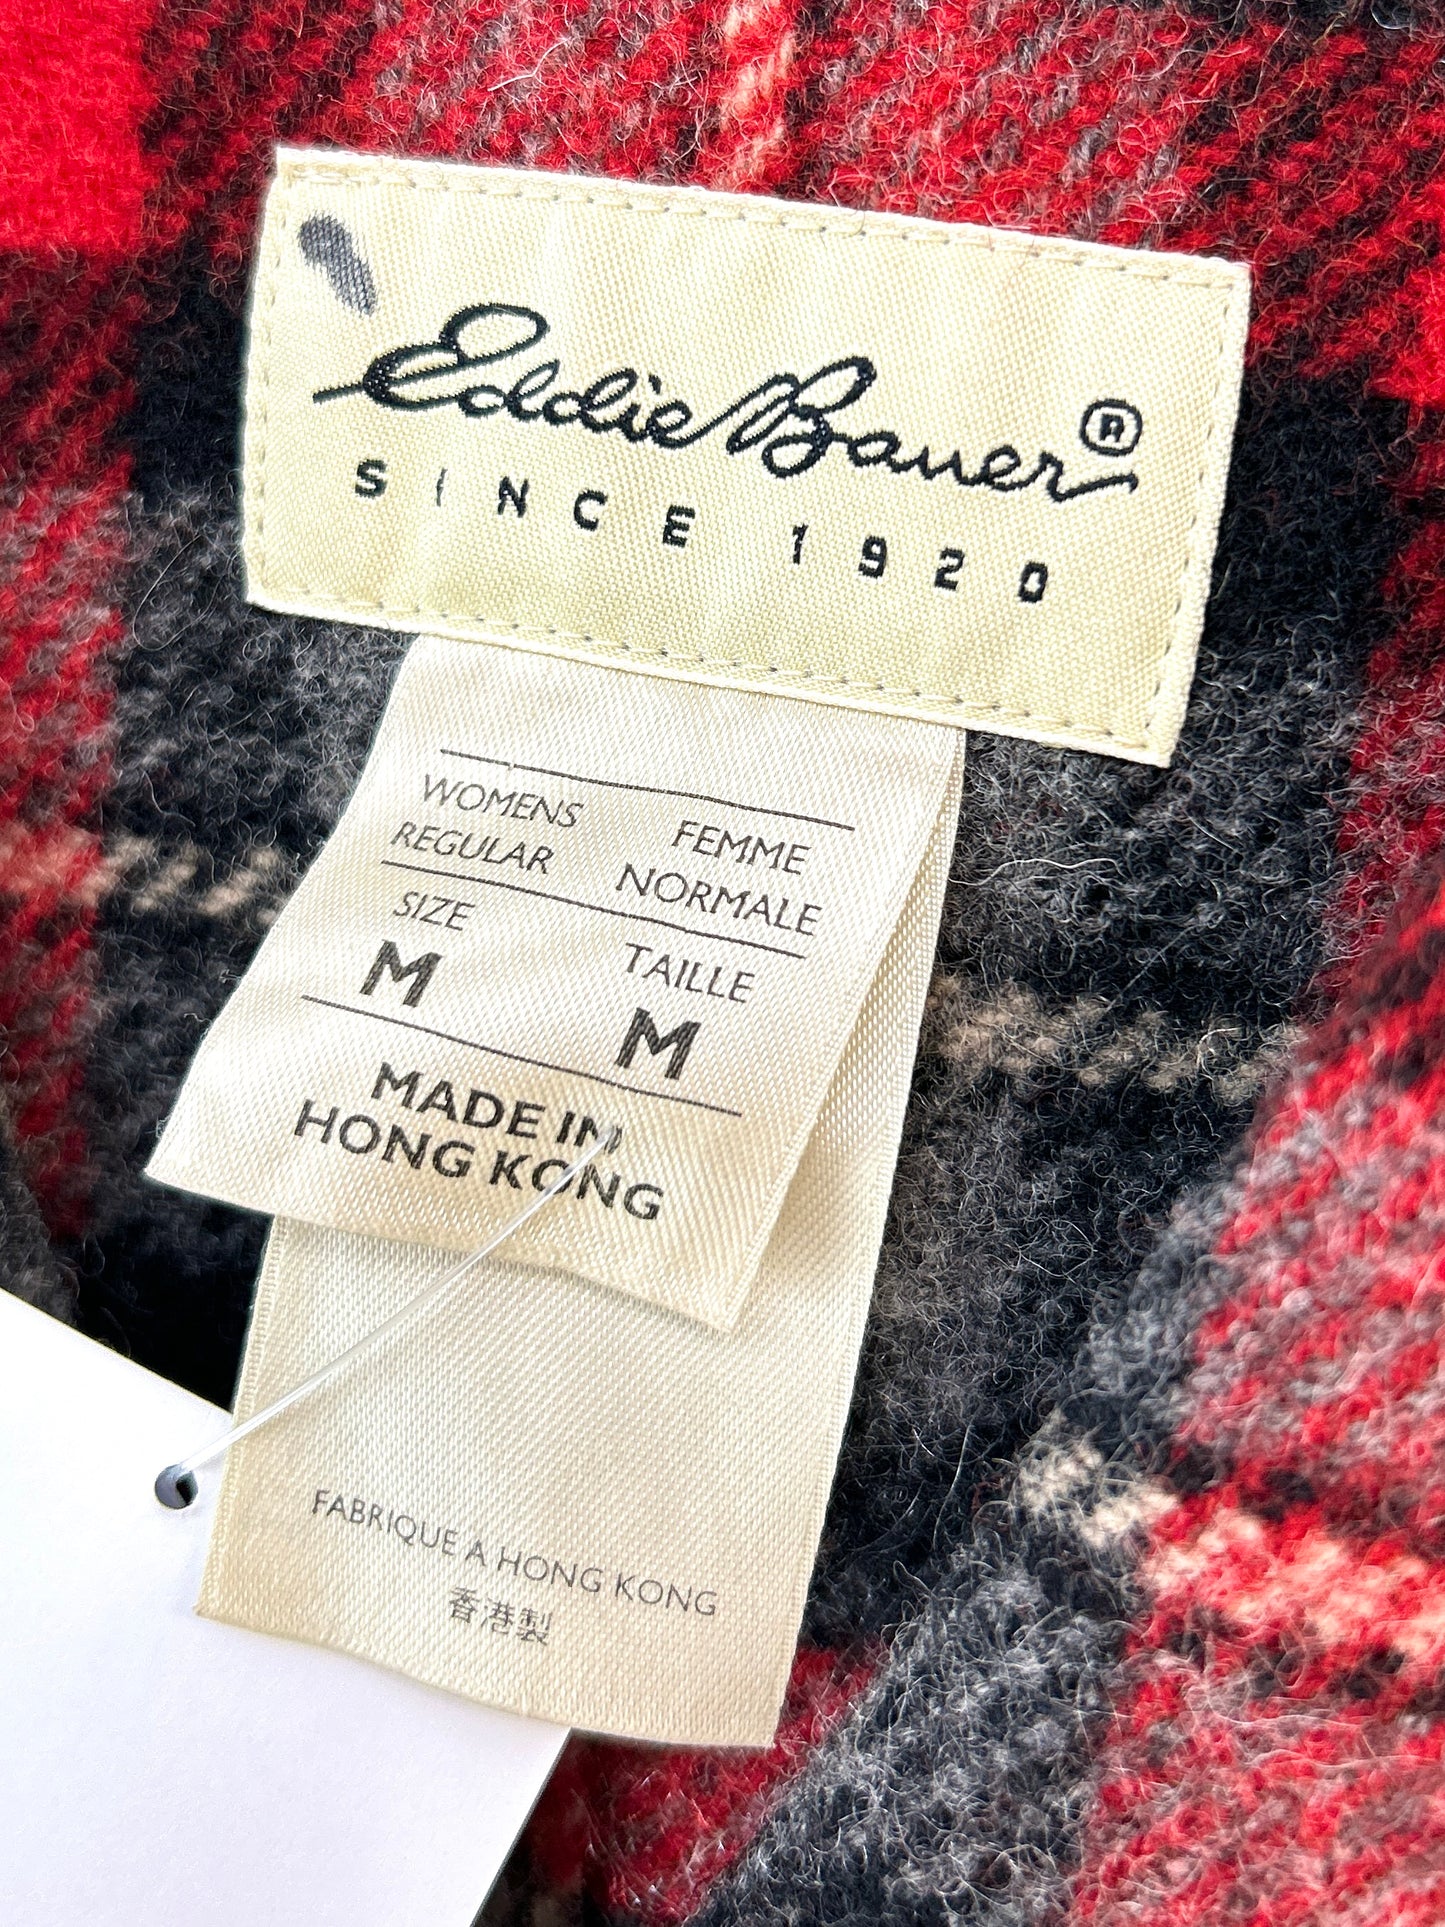 Eddie Bauer®
SINCE 1920
WOMENS
REGULAR
FEMME
NORMALE
SIZE
M
TAILLE
M
MADE IN
HONG KONG
FABRIQUE A HONG KONG
香港製